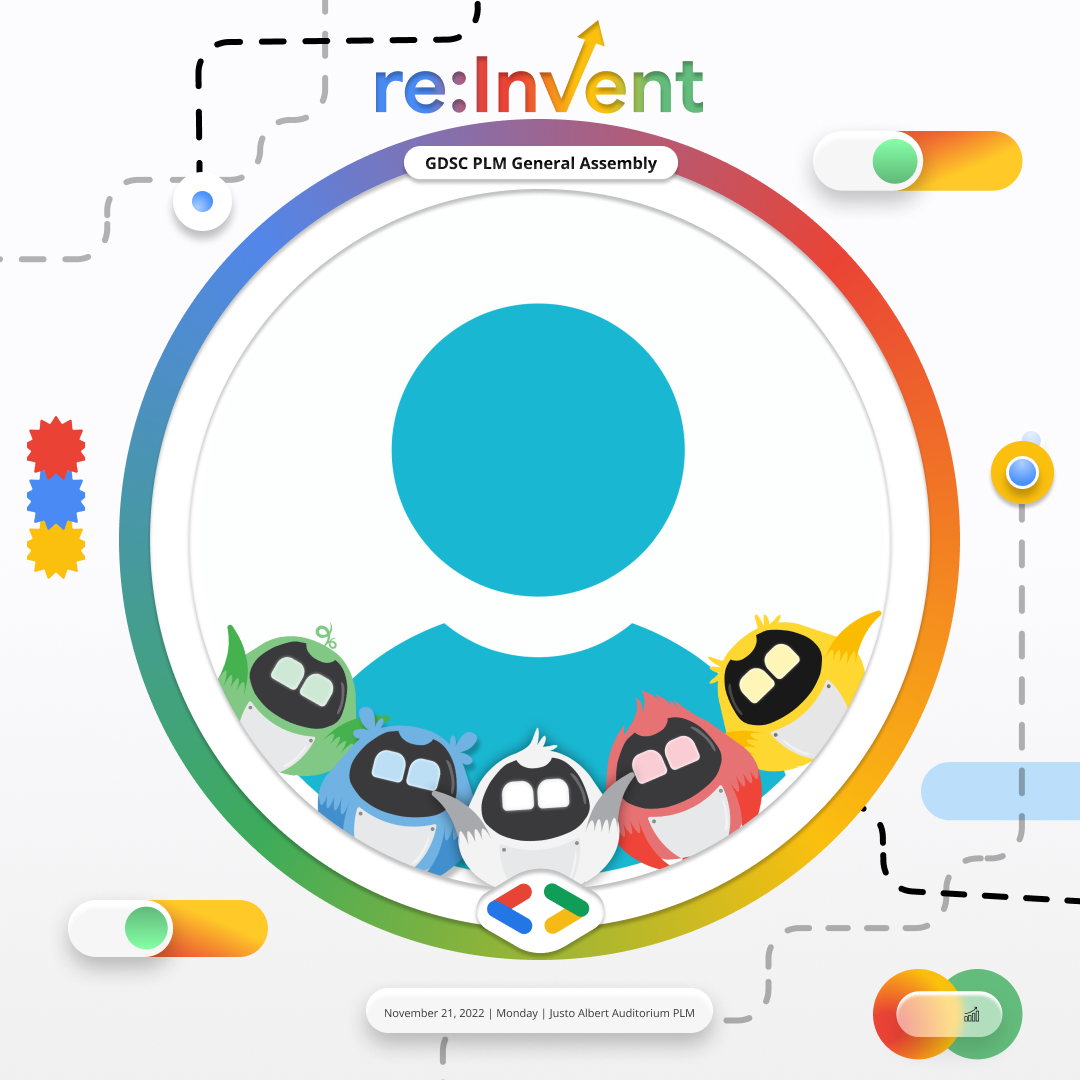 re:Invent
GDSC PLM General Assembly
November 21, 2022 | Monday | Justo Albert Auditorium PLM